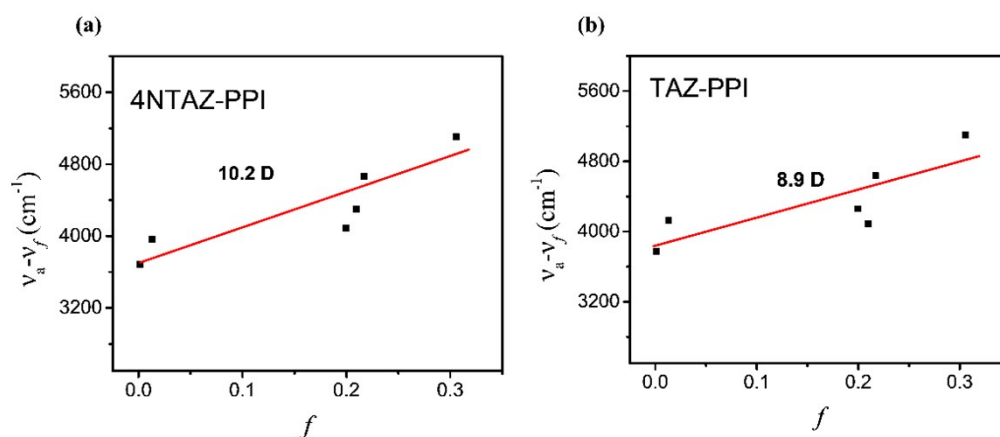 (a)
4NTAZ-PPI
10.2 D
5600
4800
4000
3200
νa-νf (cm⁻¹)
0.0 0.1 0.2 0.3
f
(b)
TAZ-PPI
8.9 D
5600
4800
4000
3200
νa-νf (cm⁻¹)
0.0 0.1 0.2 0.3
f